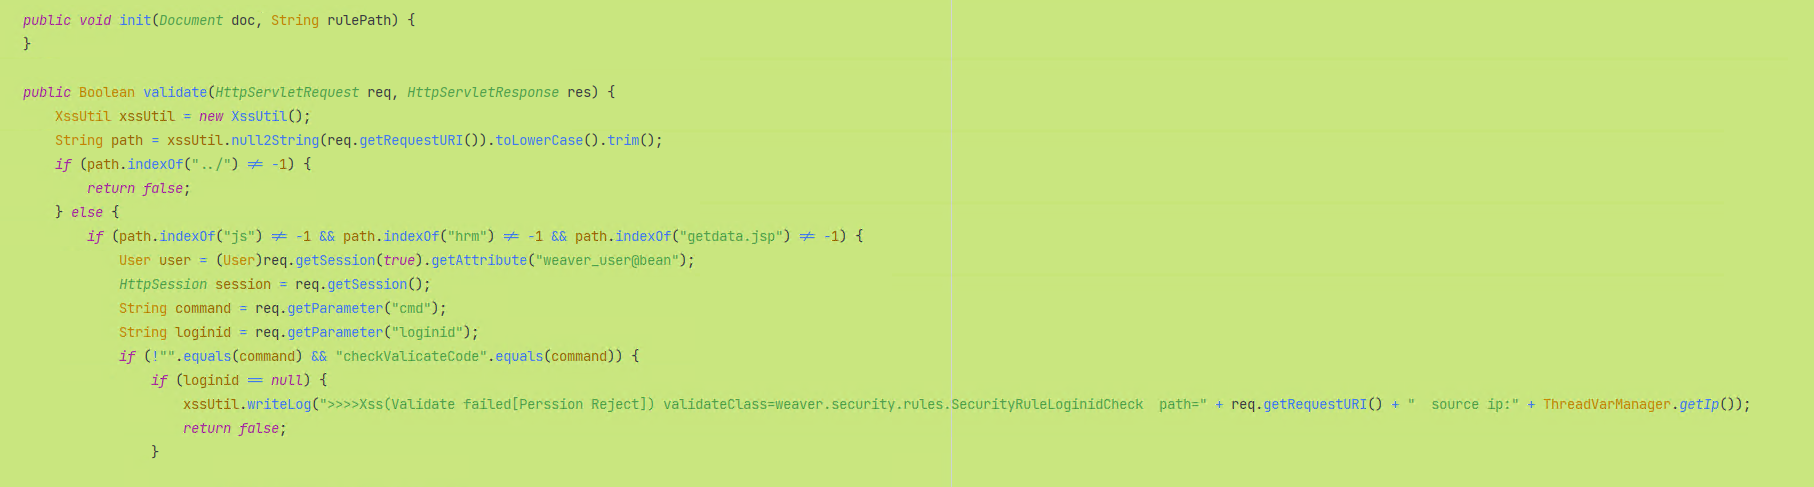 public void init(Document doc, String rulePath) {
}
public Boolean validate(HttpServletRequest req, HttpServletResponse res) {
XssUtil xssUtil = new XssUtil();
String path = xssUtil.null2String(req.getRequestURI()).toLowerCase().trim();
if (path.indexOf("../") != -1) {
return false;
} else {
if (path.indexOf("js") != -1 && path.indexOf("hrm") != -1 && path.indexOf("getdata.jsp") != -1) {
User user = (User)req.getSession(true).getAttribute("weaver_user@bean");
HttpSession session = req.getSession();
String command = req.getParameter("cmd");
String loginid = req.getParameter("loginid");
if (!"".equals(command) && "checkValicateCode".equals(command)) {
if (loginid == null) {
xssUtil.writeLog(">>>>Xss(Validate failed[Perssion Reject]) validateClass=weaver.security.rules.SecurityRuleLoginidCheck  path=" + req.getRequestURI() + "  source ip:" + ThreadVarManager.getIp());
return false;
}